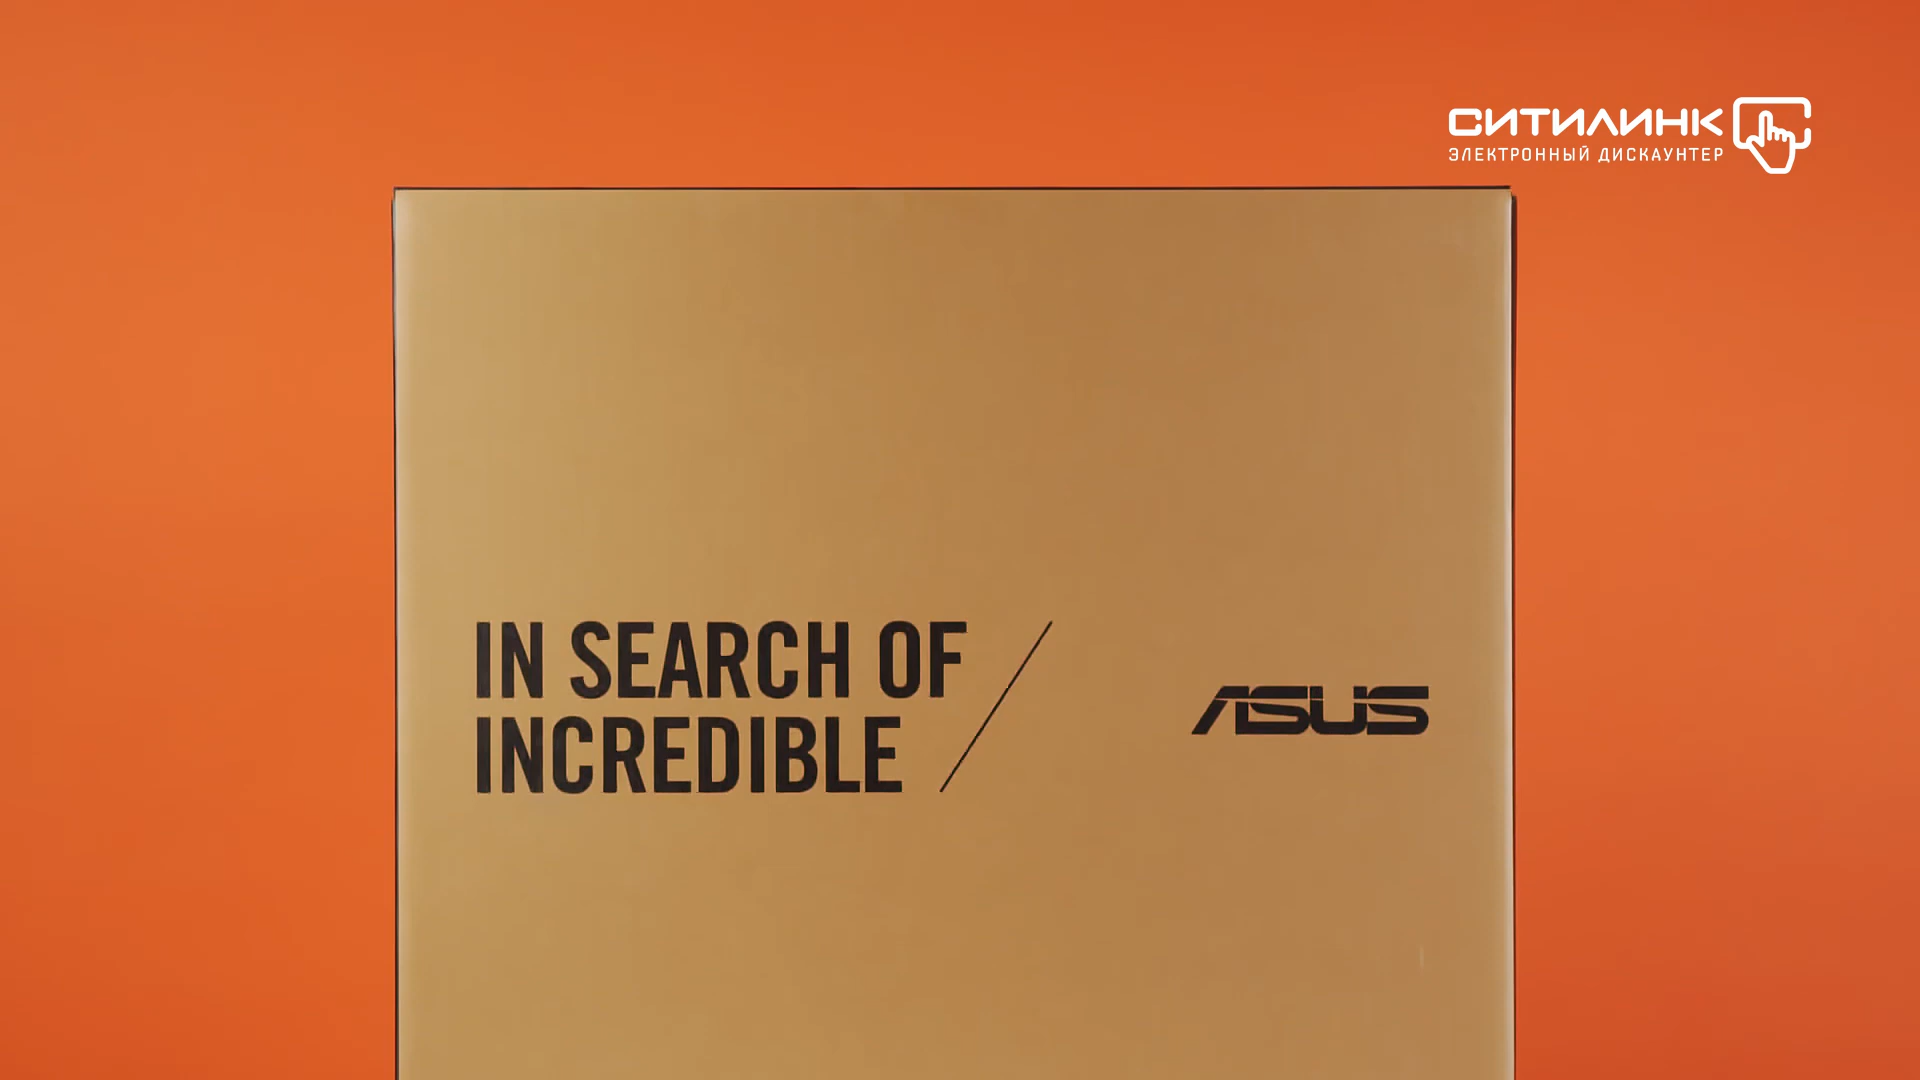 СИТИЛИНК
ЭЛЕКТРОННЫЙ ДИСКАУНТЕР
IN SEARCH OF
INCREDIBLE
ASUS